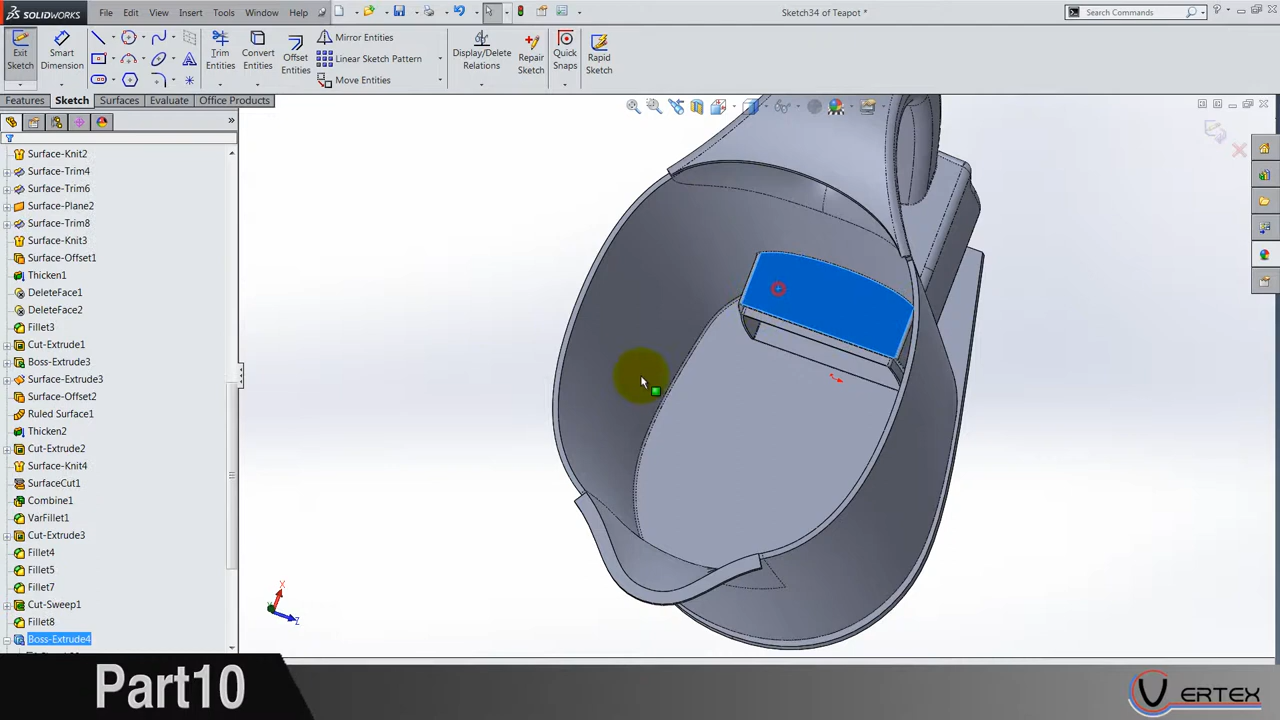 SOLIDWORKS
File Edit View Insert Tools Window Help
Sketch34 of Teapot *
Search Commands
Exit Sketch
Smart Dimension
Trim Entities
Convert Entities
Offset Entities
Mirror Entities
Linear Sketch Pattern
Move Entities
Display/Delete Relations
Repair Sketch
Quick Snaps
Rapid Sketch
Features Sketch Surfaces Evaluate Office Products
Surface-Knit2
Surface-Trim4
Surface-Trim6
Surface-Plane2
Surface-Trim8
Surface-Knit3
Surface-Offset1
Thicken1
DeleteFace1
DeleteFace2
Fillet3
Cut-Extrude1
Boss-Extrude3
Surface-Extrude3
Surface-Offset2
Ruled Surface1
Thicken2
Cut-Extrude2
Surface-Knit4
SurfaceCut1
Combine1
VarFillet1
Cut-Extrude3
Fillet4
Fillet5
Fillet7
Cut-Sweep1
Fillet8
Boss-Extrude4
X
Z
Part10
VERTEX